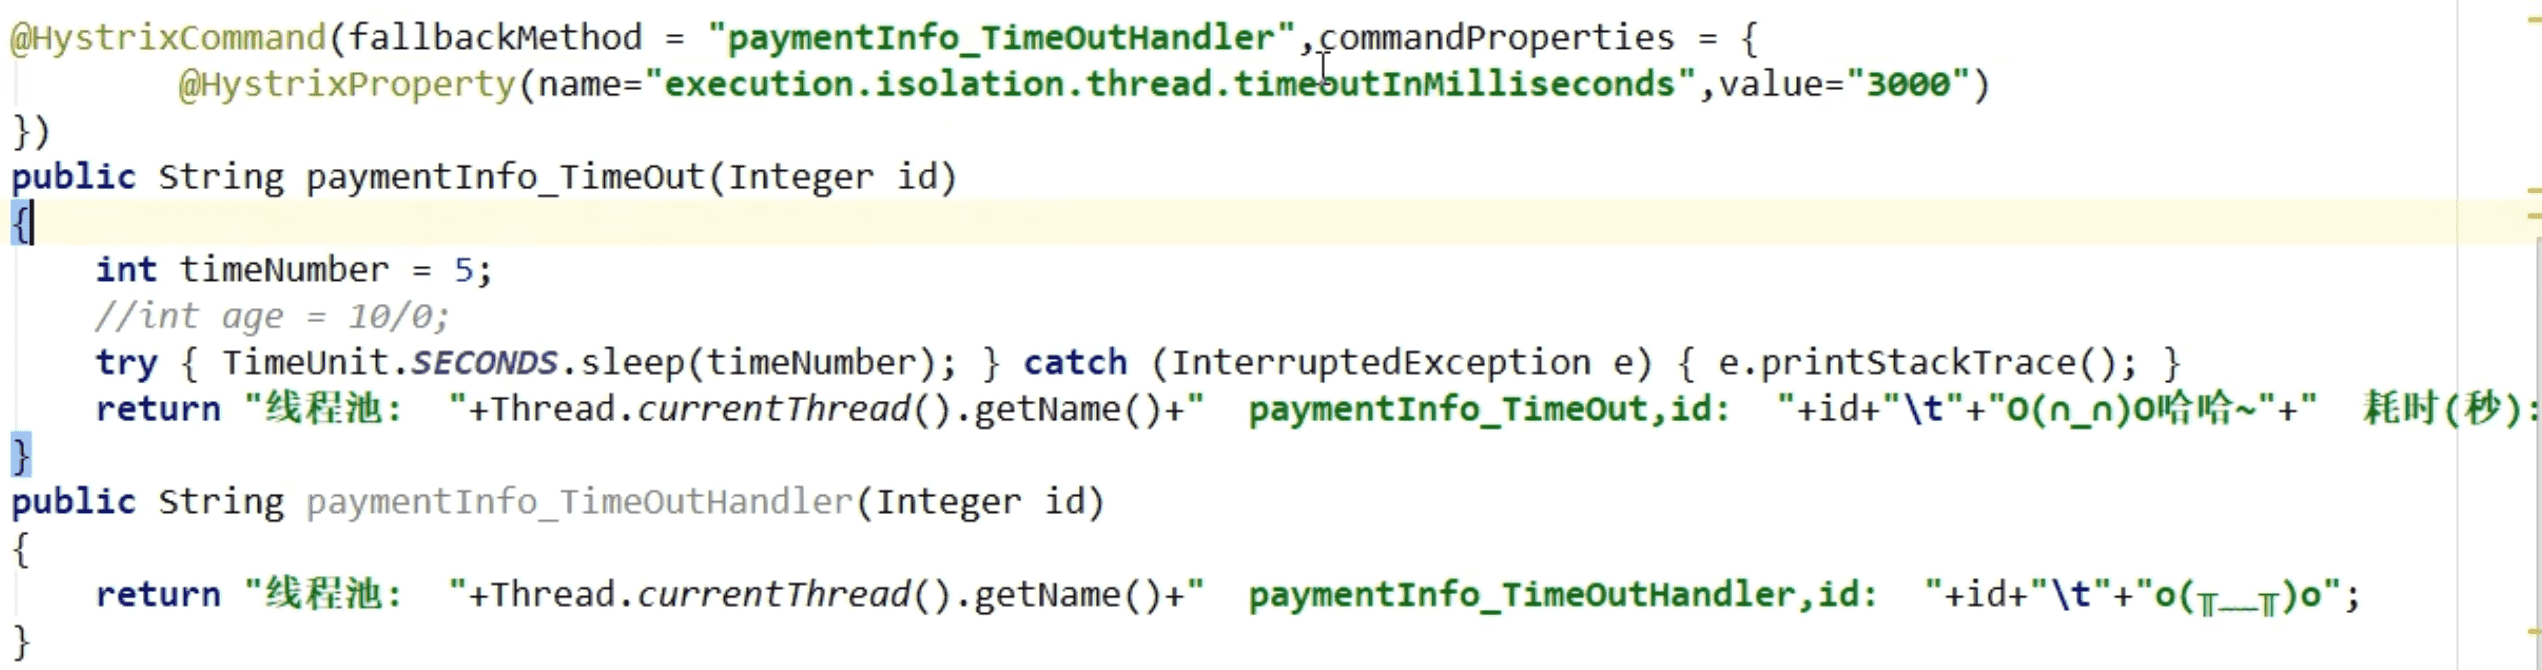 @HystrixCommand(fallbackMethod = "paymentInfo_TimeOutHandler",commandProperties = {
        @HystrixProperty(name="execution.isolation.thread.timeoutInMilliseconds",value="3000")
})
public String paymentInfo_TimeOut(Integer id)
{
    int timeNumber = 5;
    //int age = 10/0;
    try { TimeUnit.SECONDS.sleep(timeNumber); } catch (InterruptedException e) { e.printStackTrace(); }
    return "线程池:  "+Thread.currentThread().getName()+"  paymentInfo_TimeOut,id:  "+id+"\t"+"O(∩_∩)O哈哈~"+"  耗时(秒):
}
public String paymentInfo_TimeOutHandler(Integer id)
{
    return "线程池:  "+Thread.currentThread().getName()+"  paymentInfo_TimeOutHandler,id:  "+id+"\t"+"o(╥﹏╥)o";
}